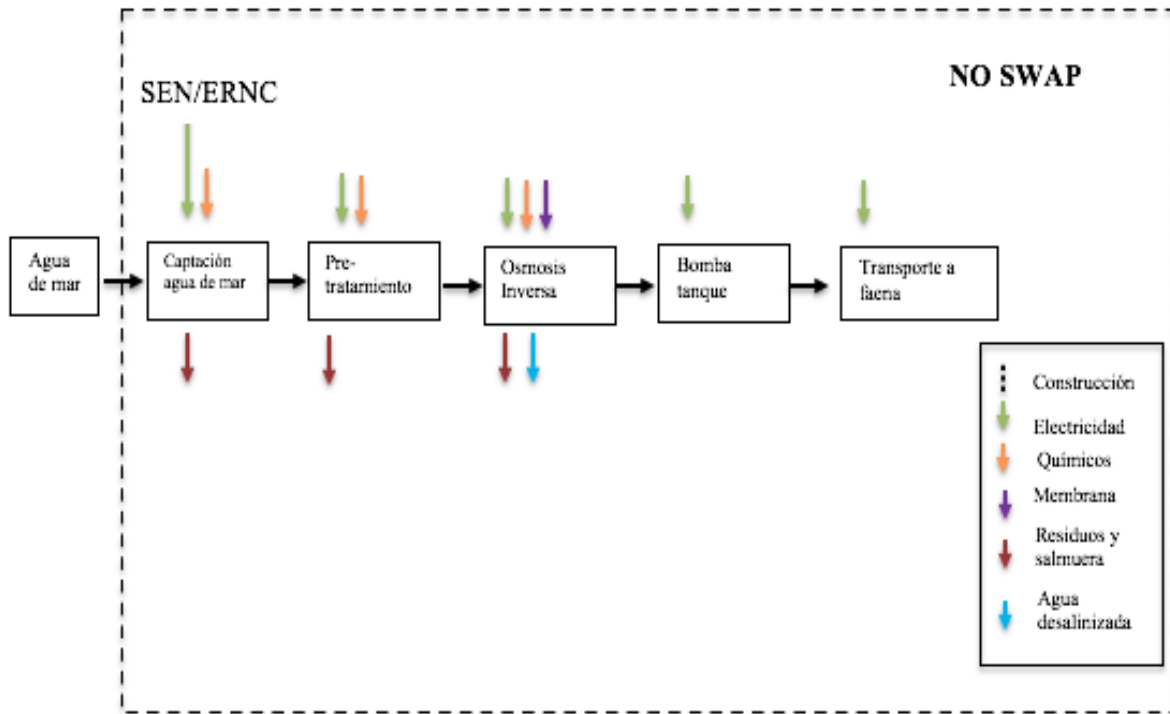 NO SWAP
SEN/ERNC
Agua
de mar
Captación
agua de mar
Pre-
tratamiento
Osmosis
Inversa
Bomba
tanque
Transporte a
faena
Construcción
Electricidad
Químicos
Membrana
Residuos y
salmuera
Agua
desalinizada